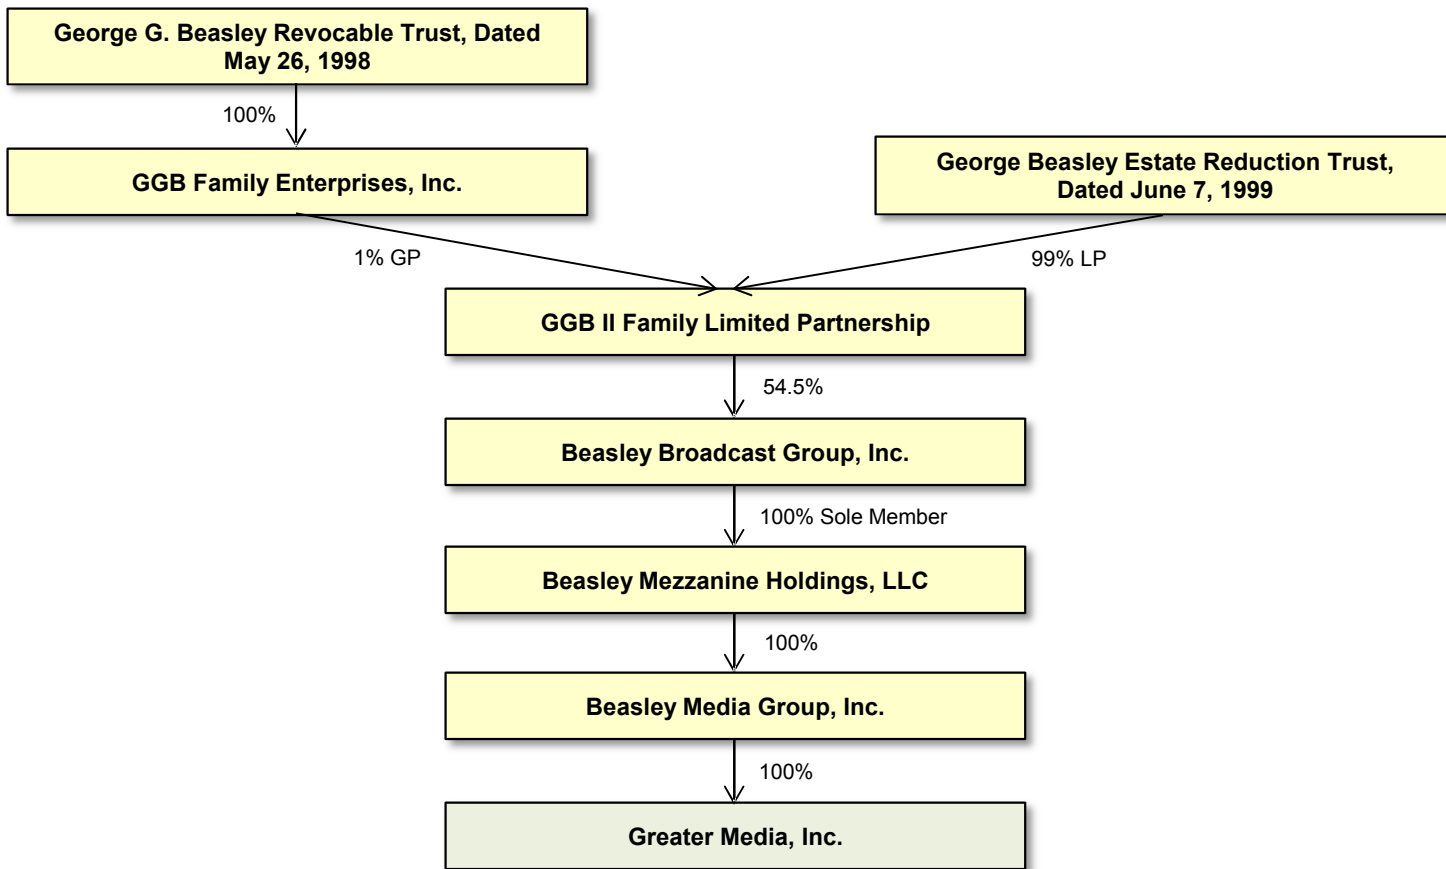 George G. Beasley Revocable Trust, Dated
May 26, 1998
100%
GGB Family Enterprises, Inc.
George Beasley Estate Reduction Trust,
Dated June 7, 1999
1% GP
99% LP
GGB II Family Limited Partnership
54.5%
Beasley Broadcast Group, Inc.
100% Sole Member
Beasley Mezzanine Holdings, LLC
100%
Beasley Media Group, Inc.
100%
Greater Media, Inc.